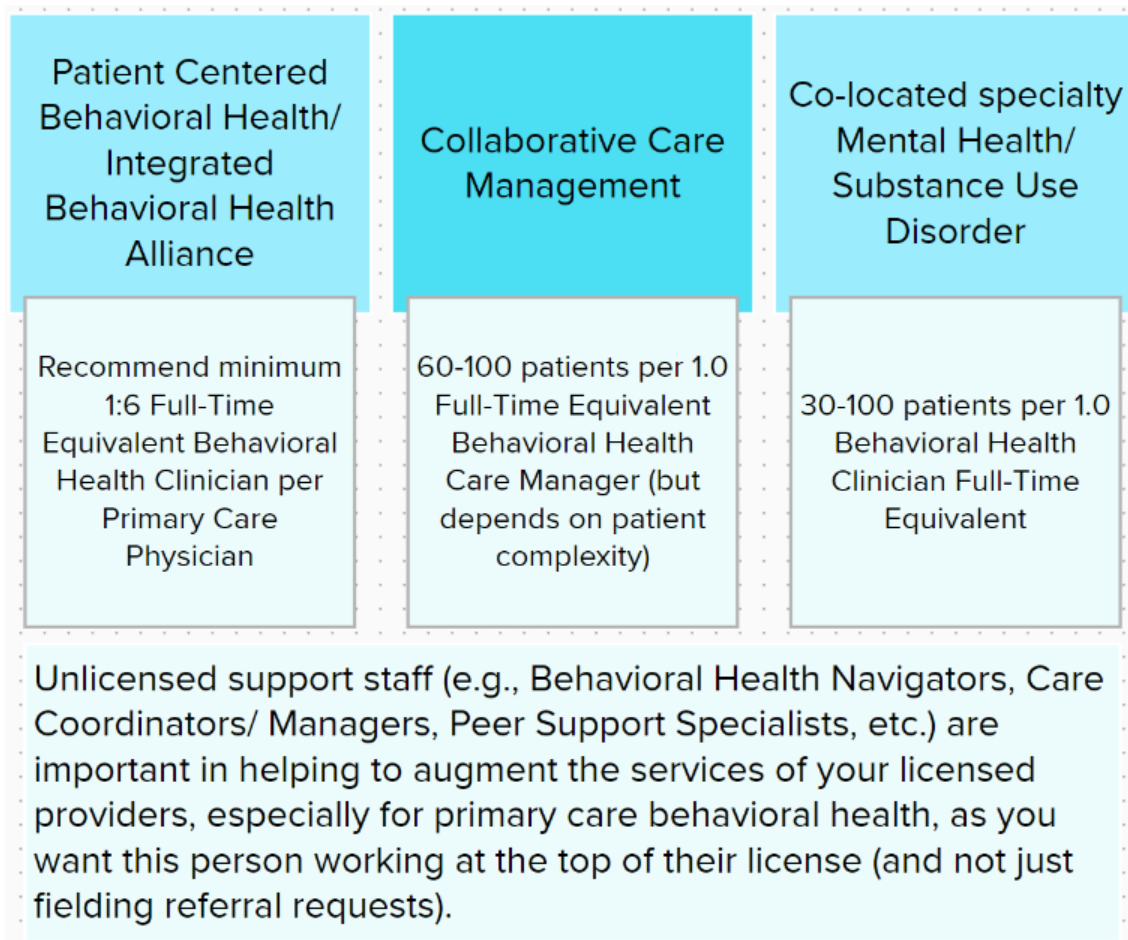 Patient Centered
Behavioral Health/
Integrated
Behavioral Health
Alliance
Collaborative Care
Management
Co-located specialty
Mental Health/
Substance Use
Disorder
Recommend minimum
1:6 Full-Time
Equivalent Behavioral
Health Clinician per
Primary Care
Physician
60-100 patients per 1.0
Full-Time Equivalent
Behavioral Health
Care Manager (but
depends on patient
complexity)
30-100 patients per 1.0
Behavioral Health
Clinician Full-Time
Equivalent
Unlicensed support staff (e.g., Behavioral Health Navigators, Care
Coordinators/ Managers, Peer Support Specialists, etc.) are
important in helping to augment the services of your licensed
providers, especially for primary care behavioral health, as you
want this person working at the top of their license (and not just
fielding referral requests).